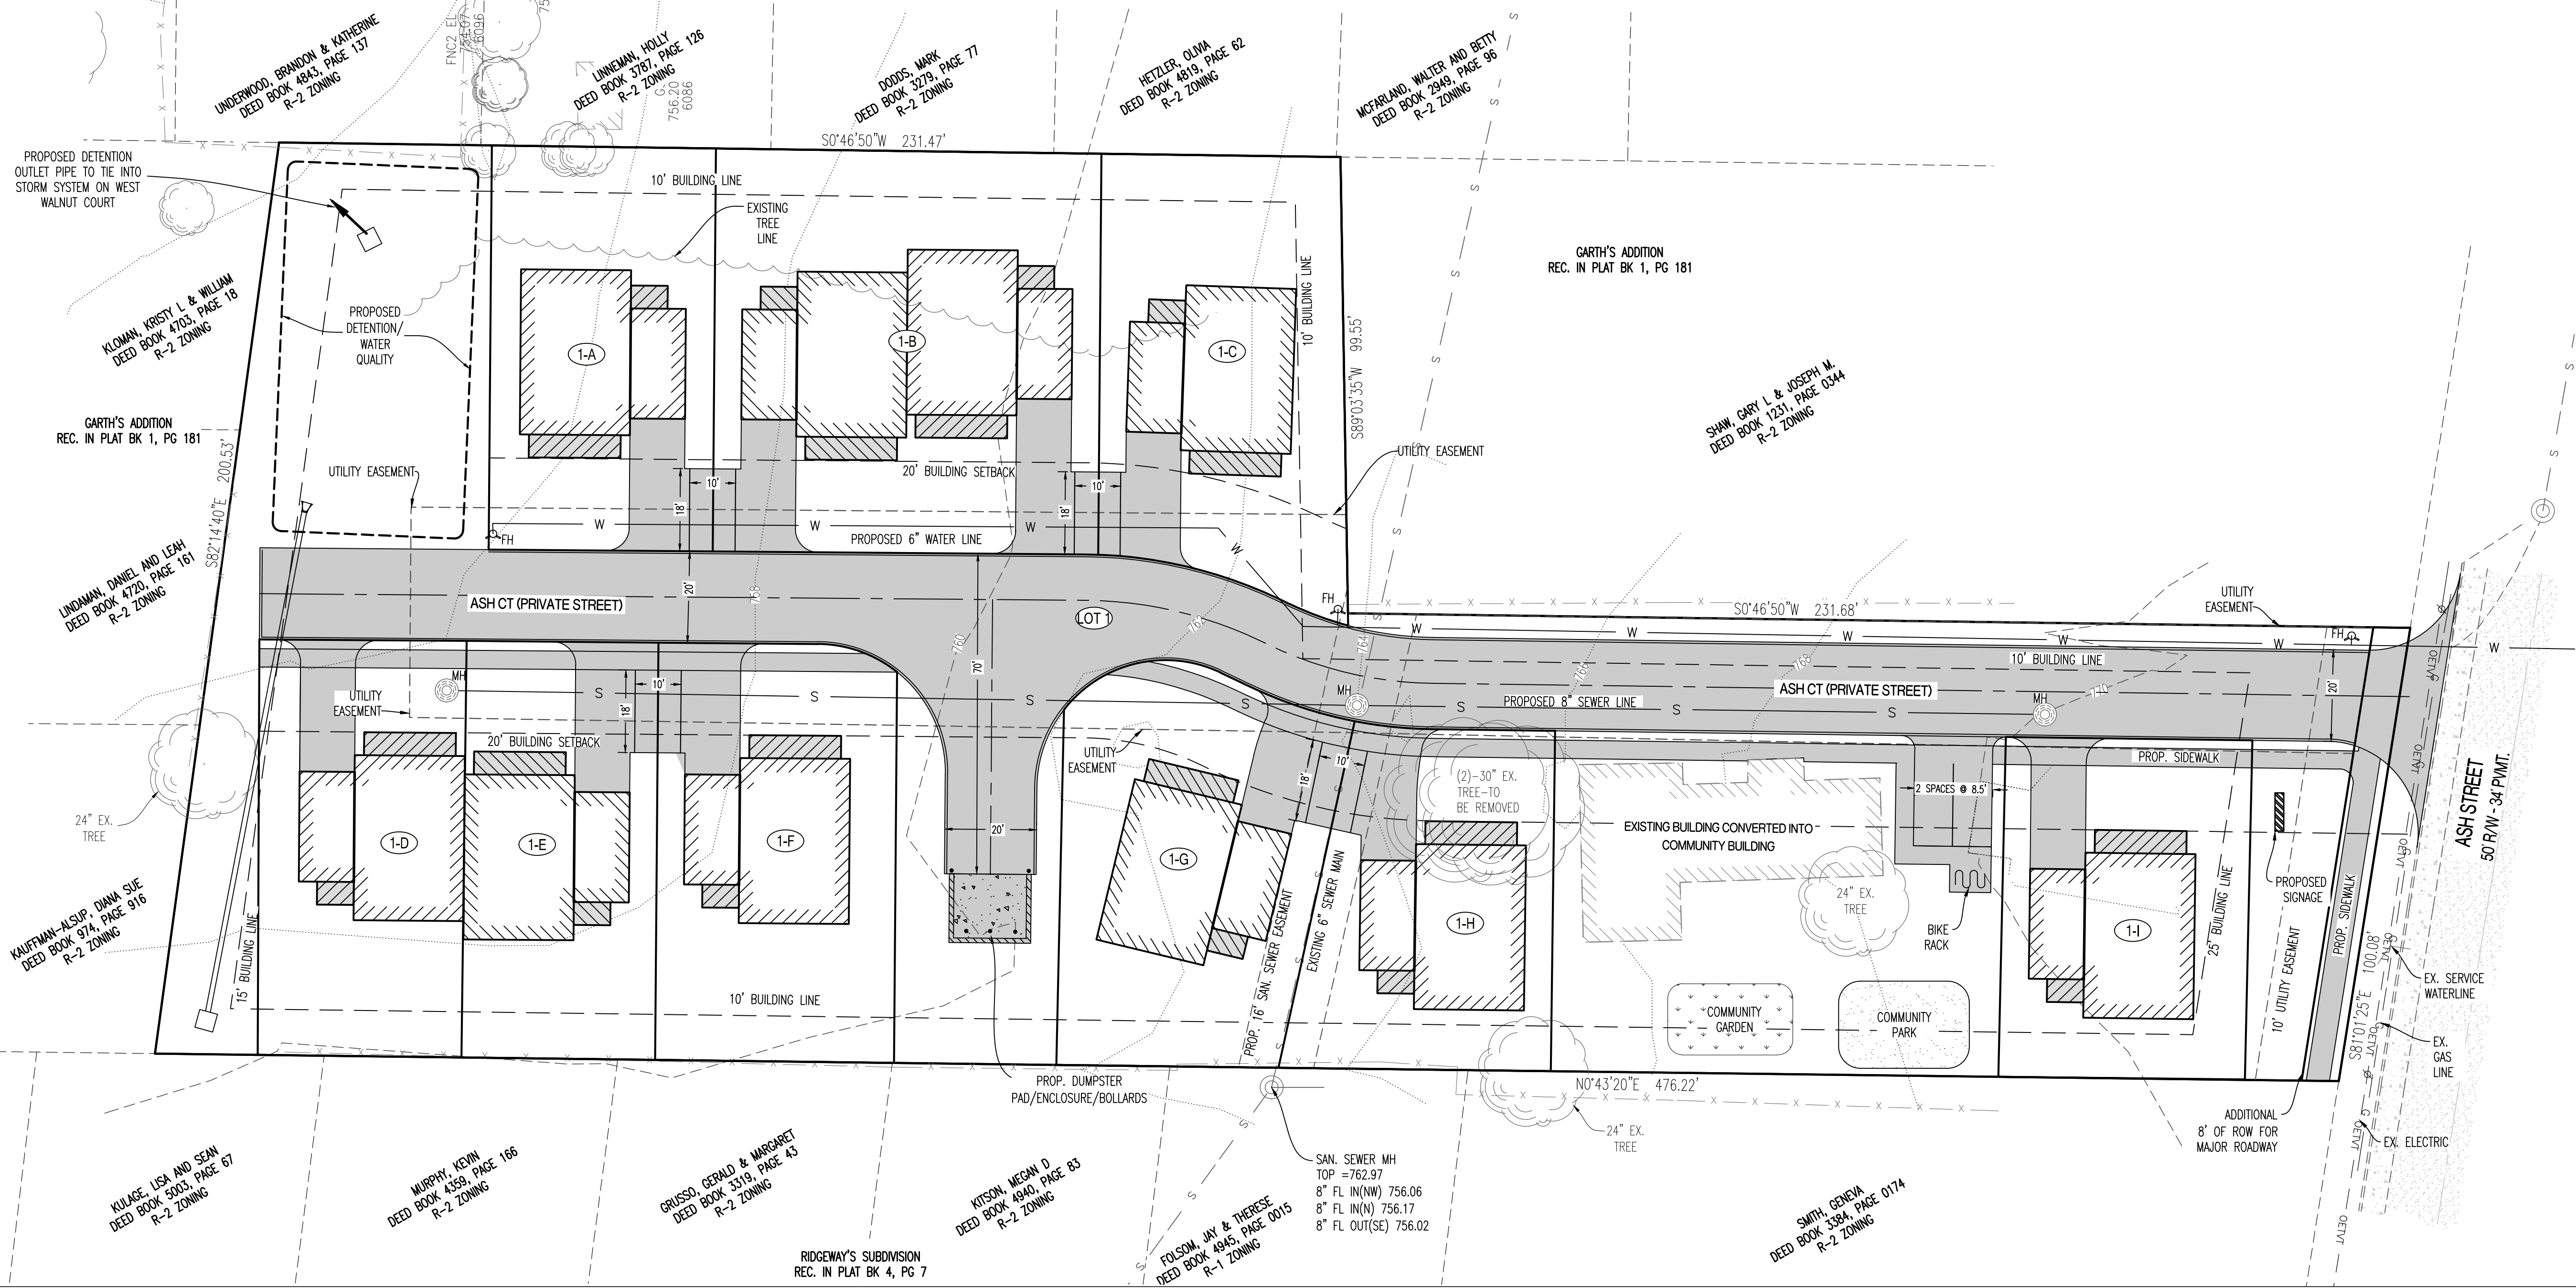 UNDERWOOD, BRANDON & KATHERINE
DEED BOOK 4843, PAGE 137
R-2 ZONING
FNC2 EL
754.07
6096
LINNEMAN, HOLLY
DEED BOOK 3787, PAGE 126
R-2 ZONING
G.
756.20
6086
DODDS, MARK
DEED BOOK 3279, PAGE 77
R-2 ZONING
HETZLER, OLIVIA
DEED BOOK 4819, PAGE 62
R-2 ZONING
MCFARLAND, WALTER AND BETTY
DEED BOOK 2949, PAGE 96
R-2 ZONING
S0°46'50"W 231.47'
PROPOSED DETENTION
OUTLET PIPE TO TIE INTO
STORM SYSTEM ON WEST
WALNUT COURT
10' BUILDING LINE
EXISTING
TREE
LINE
GARTH'S ADDITION
REC. IN PLAT BK 1, PG 181
10' BUILDING LINE
KLOMAN, KRISTY L & WILLIAM
DEED BOOK 4703, PAGE 18
R-2 ZONING
PROPOSED
DETENTION/
WATER
QUALITY
1-A
1-B
1-C
S89°03'35"W 99.55'
SHAW, GARY L & JOSEPH M.
DEED BOOK 1231, PAGE 0344
R-2 ZONING
GARTH'S ADDITION
REC. IN PLAT BK 1, PG 181
S82°14'40"E 200.53'
UTILITY EASEMENT
20' BUILDING SETBACK
UTILITY EASEMENT
10'
18'
10'
18'
W
W
W
W
FH
PROPOSED 6" WATER LINE
LINDAMAN, DANIEL AND LEAH
DEED BOOK 4720, PAGE 161
R-2 ZONING
ASH CT (PRIVATE STREET)
20'
758
LOT 1
762
760
70'
FH
764
S0°46'50"W 231.68'
UTILITY
EASEMENT
W
W
W
W
W
FH
W
10' BUILDING LINE
766
768
770
ASH CT (PRIVATE STREET)
20'
MH
S
S
S
S
MH
S
PROPOSED 8" SEWER LINE
S
S
MH
UTILITY
EASEMENT
10'
18'
20' BUILDING SETBACK
UTILITY
EASEMENT
10'
18'
PROP. SIDEWALK
ASH STREET
50' R/W - 34' PVMT.
24" EX.
TREE
1-D
1-E
1-F
20'
1-G
(2)-30" EX.
TREE-TO
BE REMOVED
EXISTING BUILDING CONVERTED INTO
COMMUNITY BUILDING
2 SPACES @ 8.5'
24" EX.
TREE
BIKE
RACK
PROPOSED
SIGNAGE
KAUFFMAN-ALSUP, DIANA SUE
DEED BOOK 974, PAGE 916
R-2 ZONING
15' BUILDING LINE
10' BUILDING LINE
PROP. 16' SAN. SEWER EASEMENT
EXISTING 6" SEWER MAIN
1-H
1-I
25' BUILDING LINE
10' UTILITY EASEMENT
PROP. SIDEWALK
S81°01'25"E 100.08'
COMMUNITY
GARDEN
COMMUNITY
PARK
EX. SERVICE
WATERLINE
EX.
GAS
LINE
PROP. DUMPSTER
PAD/ENCLOSURE/BOLLARDS
N0°43'20"E 476.22'
24" EX.
TREE
ADDITIONAL
8' OF ROW FOR
MAJOR ROADWAY
EX. ELECTRIC
KULAGE, LISA AND SEAN
DEED BOOK 5003, PAGE 67
R-2 ZONING
MURPHY, KEVIN
DEED BOOK 4359, PAGE 166
R-2 ZONING
GRUSSO, GERALD & MARGARET
DEED BOOK 3319, PAGE 43
R-2 ZONING
KITSON, MEGAN D
DEED BOOK 4940, PAGE 83
R-2 ZONING
FOLSOM, JAY & THERESE
DEED BOOK 4945, PAGE 0015
R-1 ZONING
SAN. SEWER MH
TOP =762.97
8" FL IN(NW) 756.06
8" FL IN(N) 756.17
8" FL OUT(SE) 756.02
SMITH, GENEVA
DEED BOOK 3384, PAGE 0174
R-2 ZONING
RIDGEWAY'S SUBDIVISION
REC. IN PLAT BK 4, PG 7